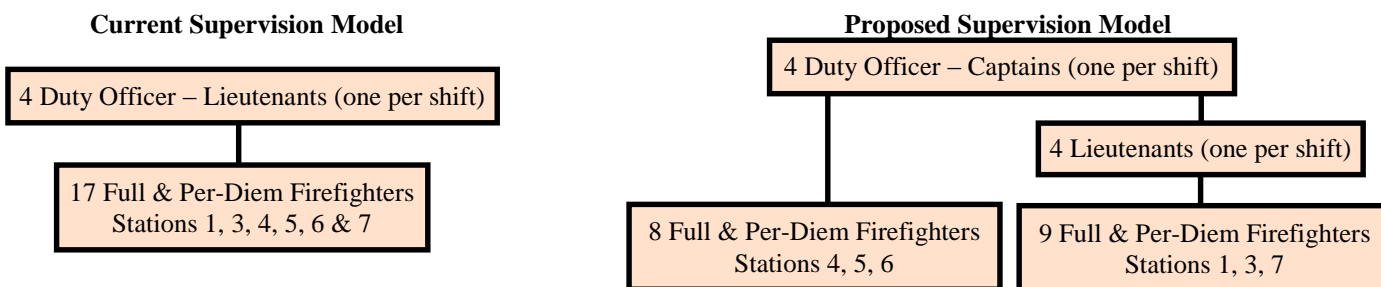 Current Supervision Model
4 Duty Officer – Lieutenants (one per shift)
17 Full & Per-Diem Firefighters
Stations 1, 3, 4, 5, 6 & 7
Proposed Supervision Model
4 Duty Officer – Captains (one per shift)
4 Lieutenants (one per shift)
8 Full & Per-Diem Firefighters
Stations 4, 5, 6
9 Full & Per-Diem Firefighters
Stations 1, 3, 7